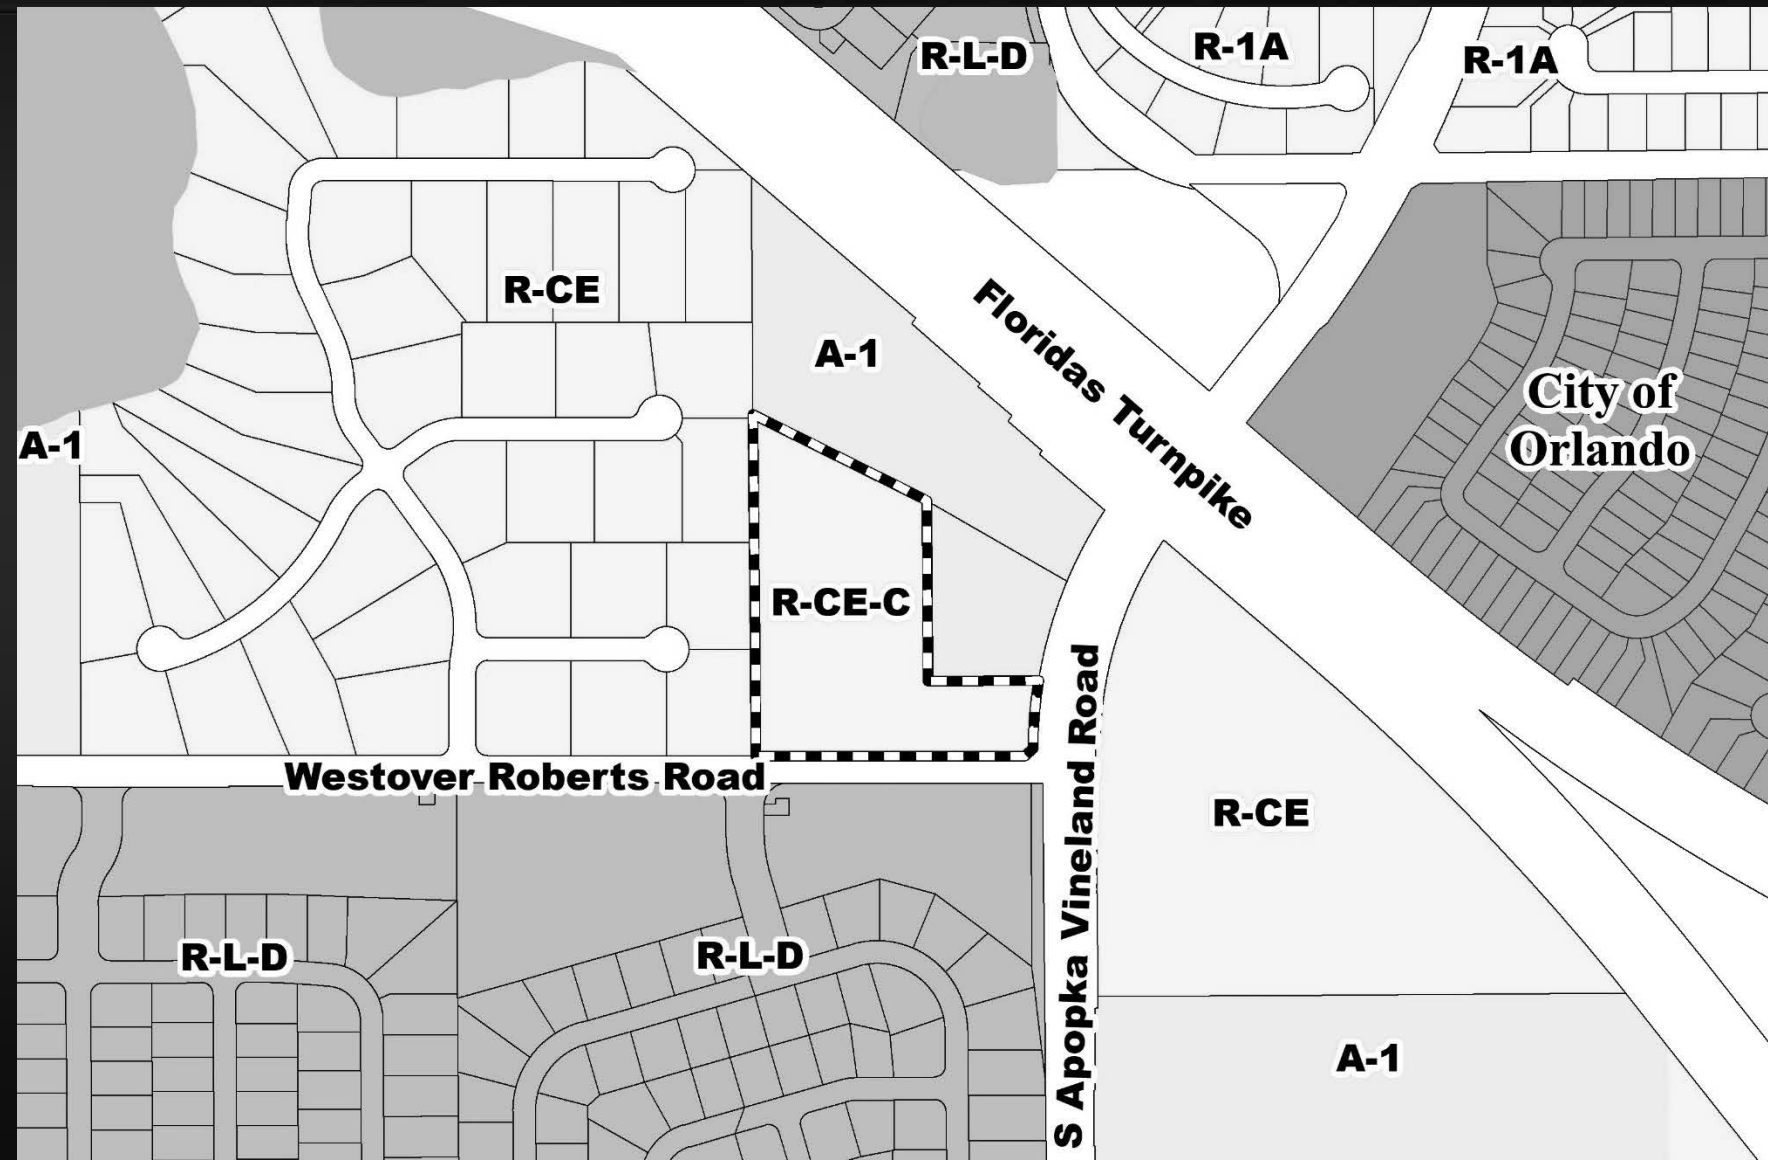 R-L-D
R-1A
R-1A
R-CE
A-1
Floridas Turnpike
City of
Orlando
A-1
R-CE-C
Westover Roberts Road
S Apopka Vineland Road
R-CE
R-L-D
R-L-D
A-1